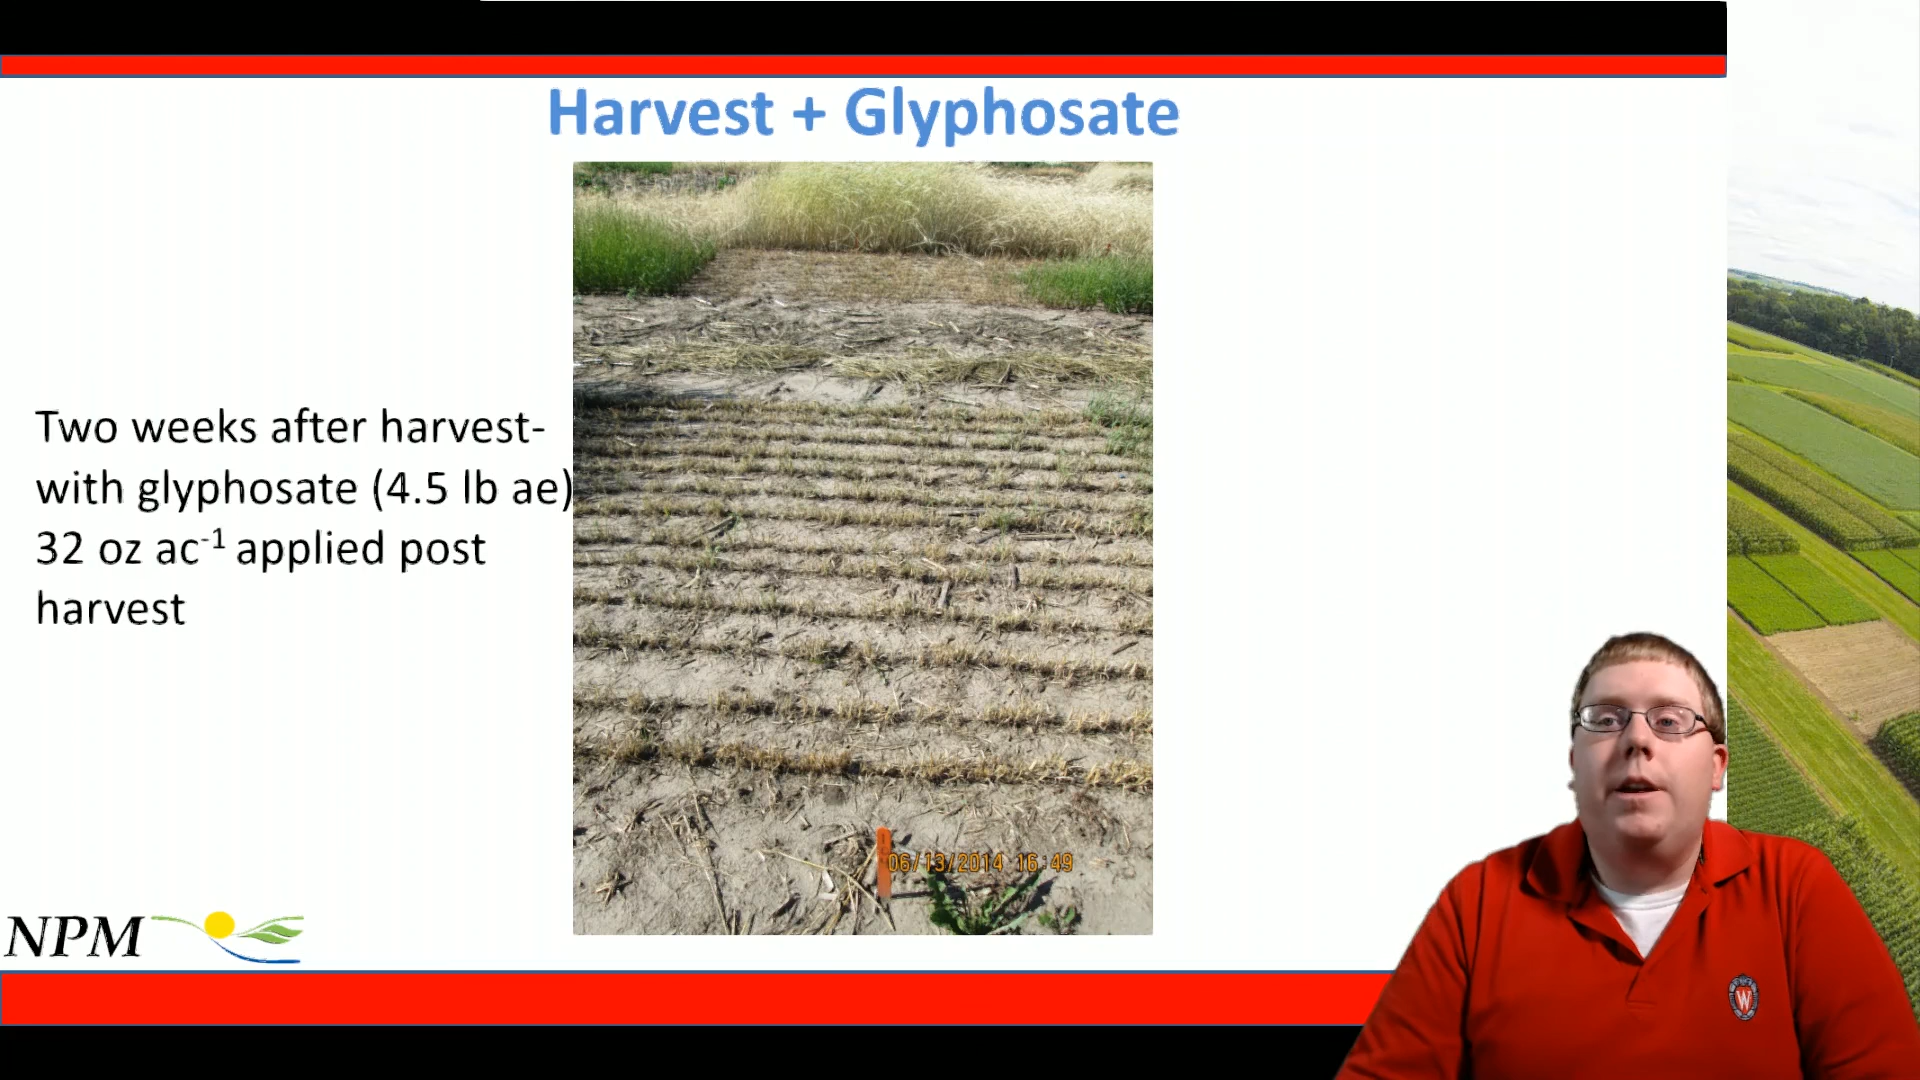 Harvest + Glyphosate
Two weeks after harvest-
with glyphosate (4.5 lb ae)
32 oz ac⁻¹ applied post
harvest
06/13/2014 16:49
NPM
W